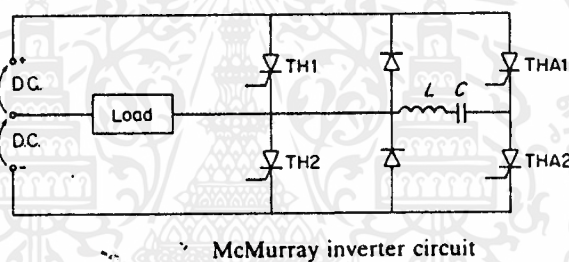 TH1
THA1
+
D.C.
L C
Load
D.C.
TH2
THA2
-
McMurray inverter circuit